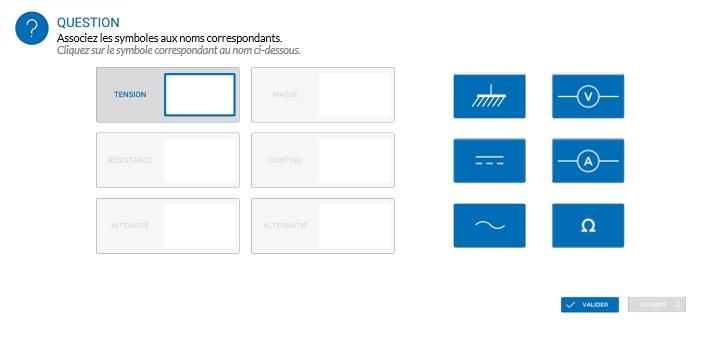 ?
QUESTION
Associez les symboles aux noms correspondants.
Cliquez sur le symbole correspondant au nom ci-dessous.
TENSION
MASSE
V
RÉSISTANCE
CONTINU
A
INTENSITÉ
ALTERNATIF
Ω
VALIDER
SUIVANT